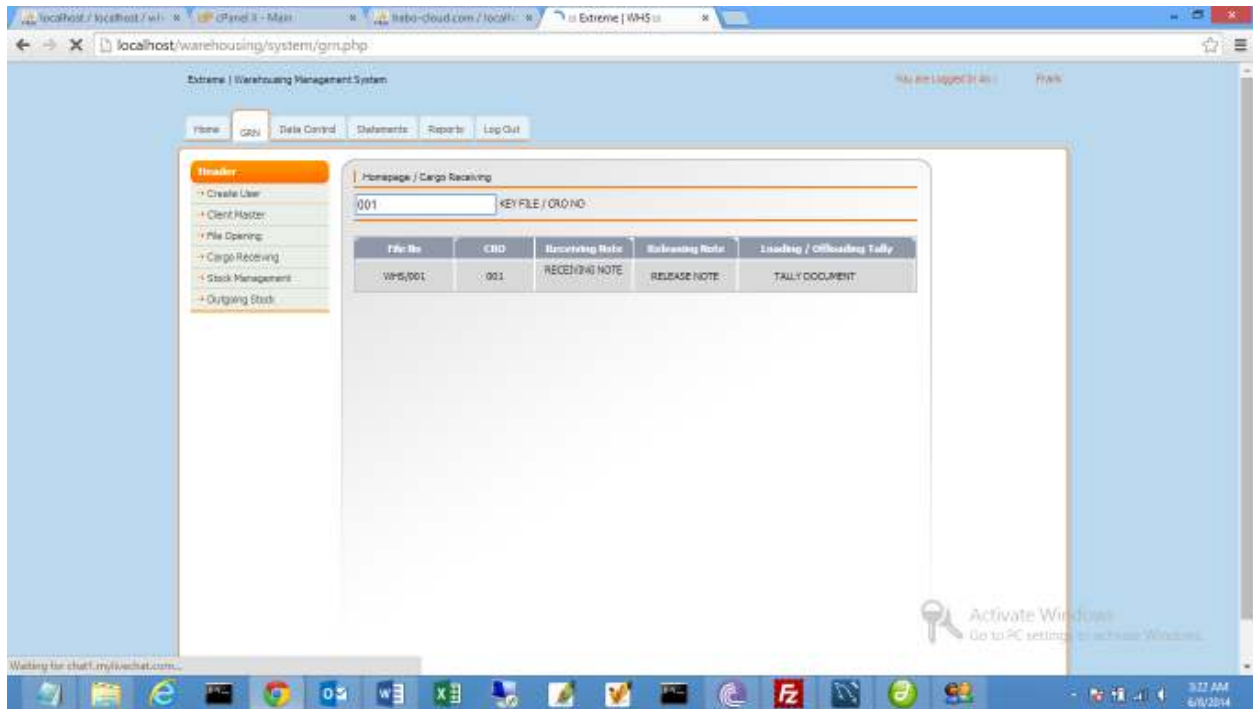 localhost / localhost / wh
cPanel X - Main
Extreme | WHS ::
localhost/warehousing/system/grn.php
Extreme | Warehousing Management System
You are Logged In As :
Frank
Home
GRN
Data Control
Statements
Reports
Log Out
Header
Create User
Client Master
File Opening
Cargo Receiving
Stock Management
Outgoing Stock
Homepage / Cargo Receiving
001
KEY FILE / CRO NO
File No
CRO
Receiving Note
Releasing Note
Loading / Offloading Tally
WHS/001
001
RECEIVING NOTE
RELEASE NOTE
TALLY DOCUMENT
Activate Windows
Go to PC settings to activate Windows.
Waiting for chat1.mylivechat.com...
3:22 AM
6/8/2014